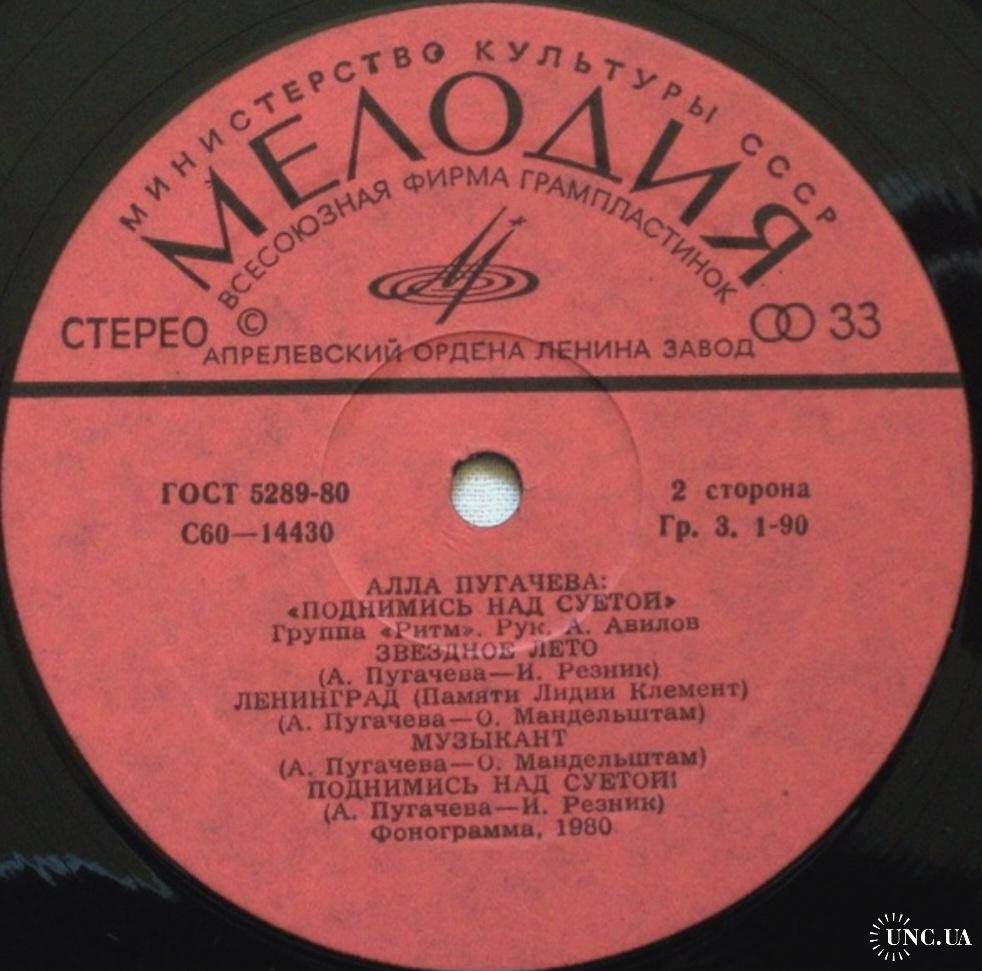 МИНИСТЕРСТВО КУЛЬТУРЫ СССР
МЕЛОДИЯ
ВСЕСОЮЗНАЯ ФИРМА ГРАМПЛАСТИНОК
СТЕРЕО © 33
АПРЕЛЕВСКИЙ ОРДЕНА ЛЕНИНА ЗАВОД
ГОСТ 5289-80 2 сторона
С60—14430 Гр. 3. 1-90
АЛЛА ПУГАЧЕВА:
«ПОДНИМИСЬ НАД СУЕТОЙ»
Группа «Ритм». Рук. А. Авилов
ЗВЕЗДНОЕ ЛЕТО
(А. Пугачева—И. Резник)
ЛЕНИНГРАД (Памяти Лидии Клемент)
(А. Пугачева—О. Мандельштам)
МУЗЫКАНТ
(А. Пугачева—О. Мандельштам)
ПОДНИМИСЬ НАД СУЕТОЙ!
(А. Пугачева—И. Резник)
Фонограмма, 1980
UNC.UA